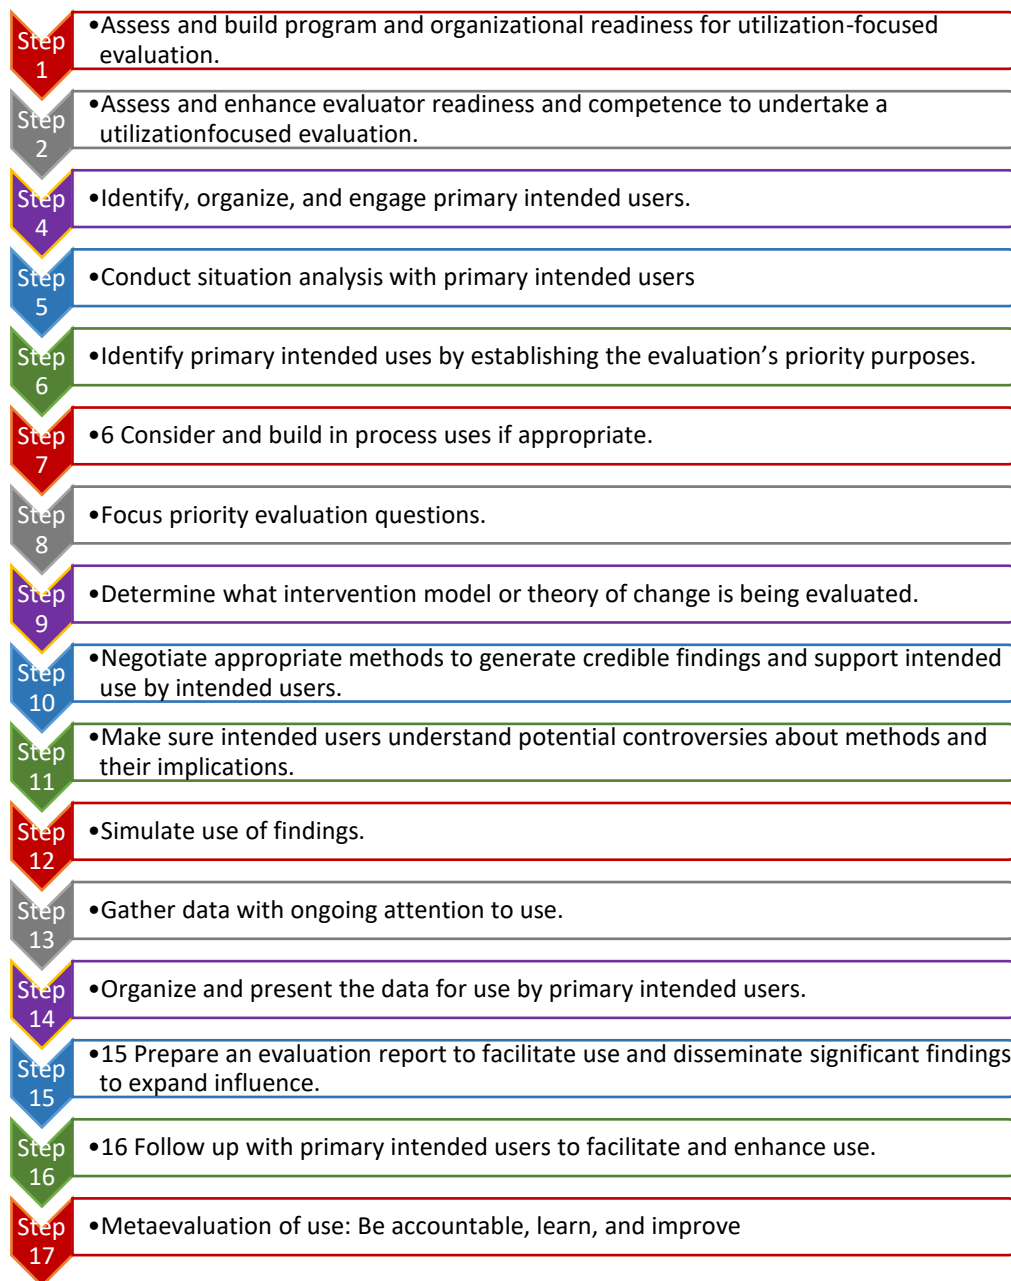 Step
1
•Assess and build program and organizational readiness for utilization-focused
evaluation.
Step
2
•Assess and enhance evaluator readiness and competence to undertake a
utilizationfocused evaluation.
Step
4
•Identify, organize, and engage primary intended users.
Step
5
•Conduct situation analysis with primary intended users
Step
6
•Identify primary intended uses by establishing the evaluation’s priority purposes.
Step
7
•6 Consider and build in process uses if appropriate.
Step
8
•Focus priority evaluation questions.
Step
9
•Determine what intervention model or theory of change is being evaluated.
Step
10
•Negotiate appropriate methods to generate credible findings and support intended
use by intended users.
Step
11
•Make sure intended users understand potential controversies about methods and
their implications.
Step
12
•Simulate use of findings.
Step
13
•Gather data with ongoing attention to use.
Step
14
•Organize and present the data for use by primary intended users.
Step
15
•15 Prepare an evaluation report to facilitate use and disseminate significant findings
to expand influence.
Step
16
•16 Follow up with primary intended users to facilitate and enhance use.
Step
17
•Metaevaluation of use: Be accountable, learn, and improve